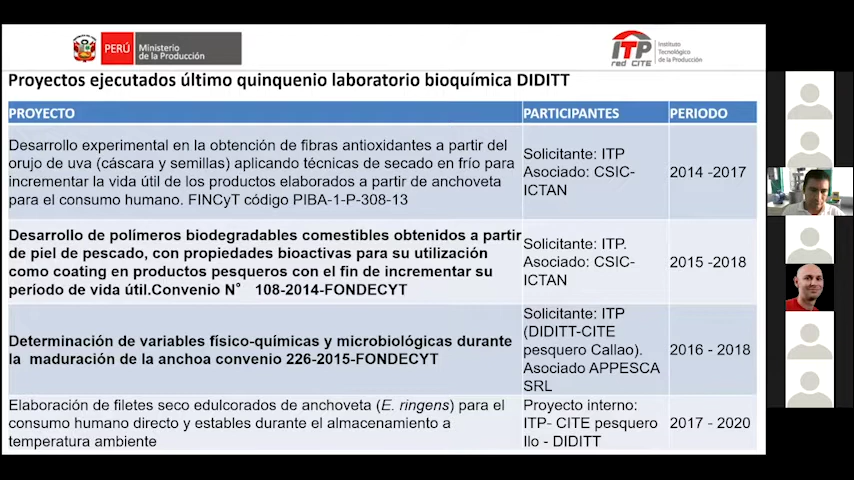 PERÚ
Ministerio
de la Producción
ITP
red CITE
Instituto
Tecnológico
de la Producción
Proyectos ejecutados último quinquenio laboratorio bioquímica DIDITT
PROYECTO PARTICIPANTES PERIODO
Desarrollo experimental en la obtención de fibras antioxidantes a partir del
orujo de uva (cáscara y semillas) aplicando técnicas de secado en frío para
incrementar la vida útil de los productos elaborados a partir de anchoveta
para el consumo humano. FINCyT código PIBA-1-P-308-13
Solicitante: ITP
Asociado: CSIC-
ICTAN
2014 -2017
Desarrollo de polímeros biodegradables comestibles obtenidos a partir
de piel de pescado, con propiedades bioactivas para su utilización
como coating en productos pesqueros con el fin de incrementar su
período de vida útil.Convenio N° 108-2014-FONDECYT
Solicitante: ITP.
Asociado: CSIC-
ICTAN
2015 -2018
Determinación de variables físico-químicas y microbiológicas durante
la maduración de la anchoa convenio 226-2015-FONDECYT
Solicitante: ITP
(DIDITT-CITE
pesquero Callao).
Asociado APPESCA
SRL
2016 - 2018
Elaboración de filetes seco edulcorados de anchoveta (E. ringens) para el
consumo humano directo y estables durante el almacenamiento a
temperatura ambiente
Proyecto interno:
ITP- CITE pesquero
Ilo - DIDITT
2017 - 2020